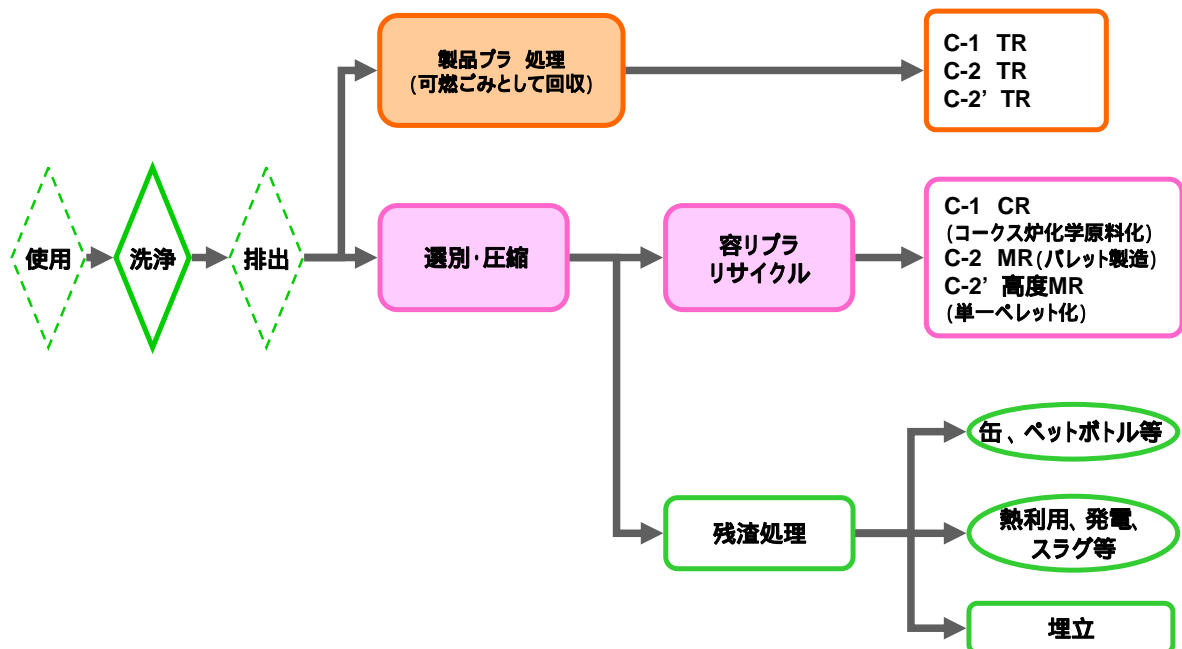 製品プラ 処理
(可燃ごみとして回収)
C-1 TR
C-2 TR
C-2' TR
使用
洗浄
排出
選別・圧縮
容リプラ
リサイクル
C-1 CR
(コークス炉化学原料化)
C-2 MR(パレット製造)
C-2' 高度MR
(単一ペレット化)
缶、ペットボトル等
残渣処理
熱利用、発電、
スラグ等
埋立